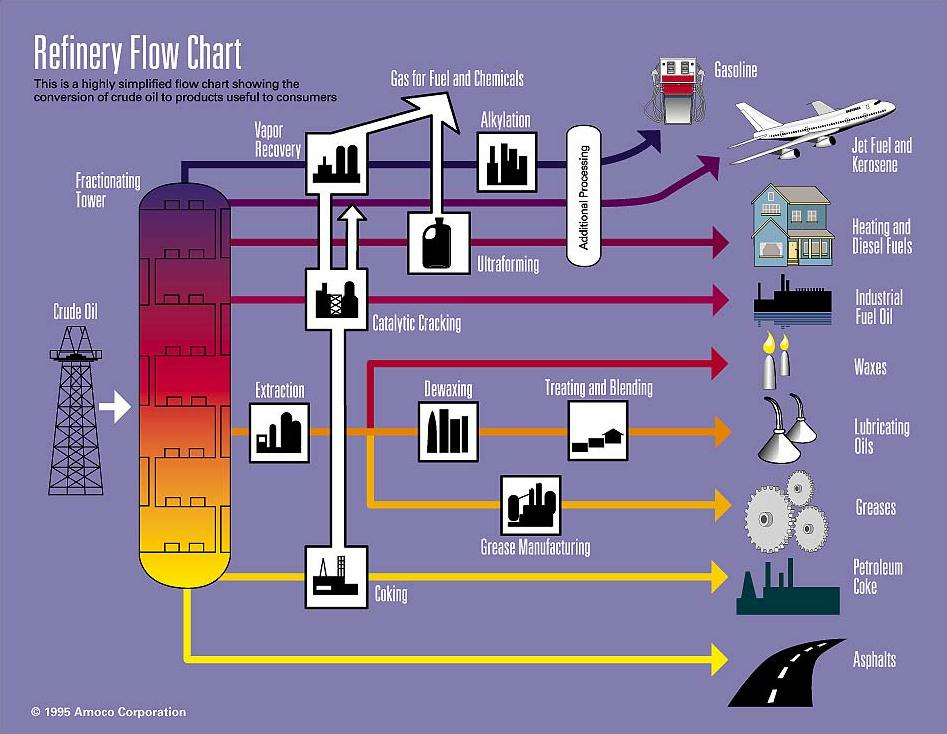 Refinery Flow Chart
This is a highly simplified flow chart showing the
conversion of crude oil to products useful to consumers
Gas for Fuel and Chemicals
Gasoline
Vapor
Recovery
Alkylation
Additional Processing
Jet Fuel and
Kerosene
Fractionating
Tower
Ultraforming
Heating and
Diesel Fuels
Crude Oil
Catalytic Cracking
Industrial
Fuel Oil
Waxes
Extraction
Dewaxing
Treating and Blending
Lubricating
Oils
Grease Manufacturing
Greases
Coking
Petroleum
Coke
Asphalts
© 1995 Amoco Corporation